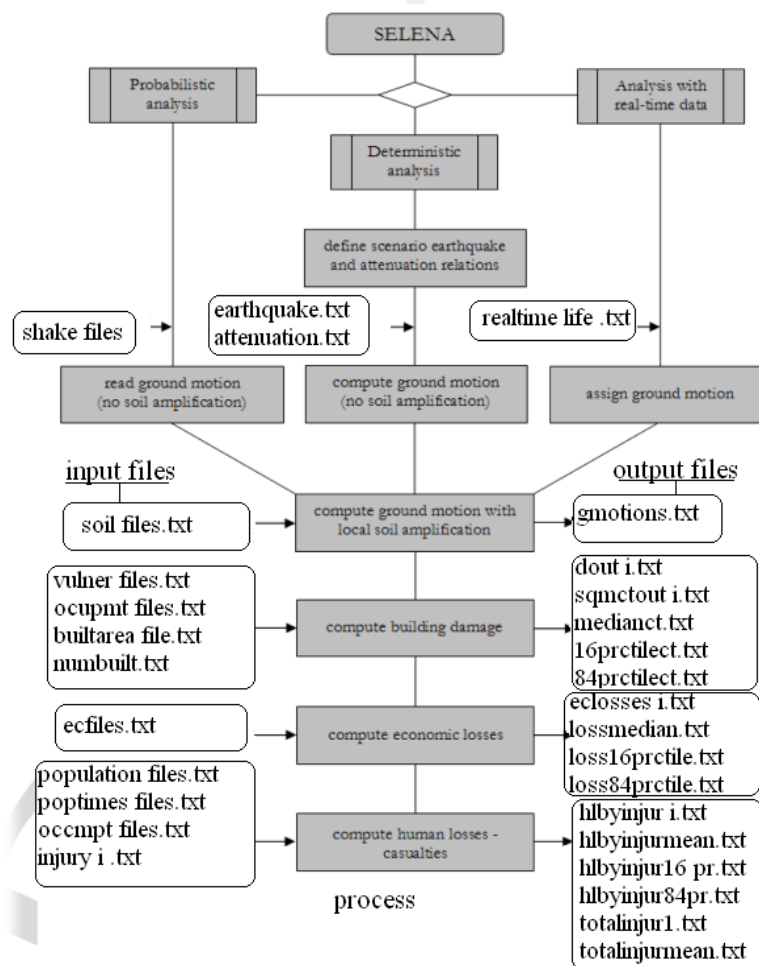 SELENA
Probabilistic
analysis
Analysis with
real-time data
Deterministic
analysis
define scenario earthquake
and attenuation relations
shake files
earthquake.txt
attenuation.txt
realtime life .txt
read ground motion
(no soil amplification)
compute ground motion
(no soil amplification)
assign ground motion
input files
output files
soil files.txt
compute ground motion with
local soil amplification
gmotions.txt
vulner files.txt
ocupmt files.txt
builtarea file.txt
numbuilt.txt
compute building damage
dout i.txt
sqmctout i.txt
medianct.txt
16prctilect.txt
84prctilect.txt
ecfiles.txt
compute economic losses
eclosses i.txt
lossmedian.txt
loss16prctile.txt
loss84prctile.txt
population files.txt
poptimes files.txt
occmpt files.txt
injury i .txt
compute human losses -
casualties
hlbyinjur i.txt
hlbyinjurmean.txt
hlbyinjur16 pr.txt
hlbyinjur84pr.txt
totalinjur1.txt
totalinjurmean.txt
process